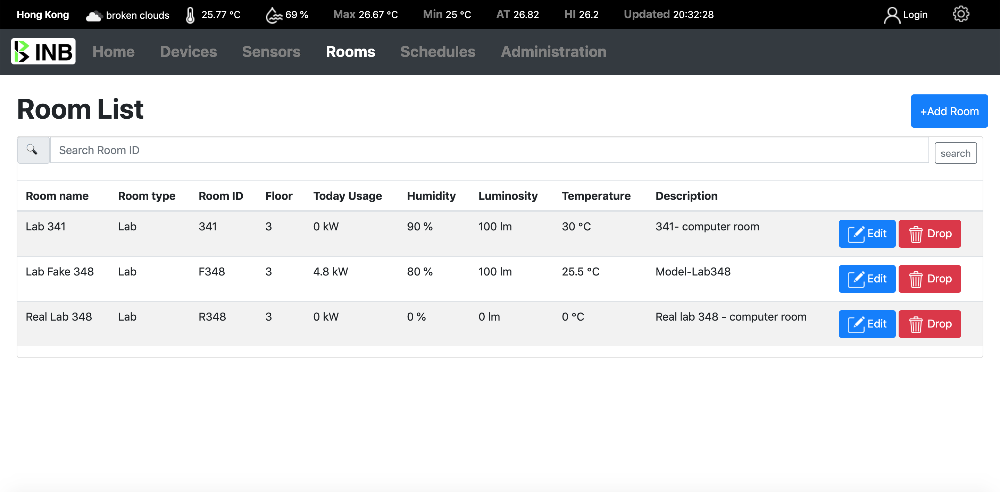 Hong Kong broken clouds 25.77 °C 69 % Max 26.67 °C Min 25 °C AT 26.82 HI 26.2 Updated 20:32:28 Login
INB Home Devices Sensors Rooms Schedules Administration
Room List +Add Room
Search Room ID search
Room name Room type Room ID Floor Today Usage Humidity Luminosity Temperature Description
Lab 341 Lab 341 3 0 kW 90 % 100 lm 30 °C 341- computer room Edit Drop
Lab Fake 348 Lab F348 3 4.8 kW 80 % 100 lm 25.5 °C Model-Lab348 Edit Drop
Real Lab 348 Lab R348 3 0 kW 0 % 0 lm 0 °C Real lab 348 - computer room Edit Drop